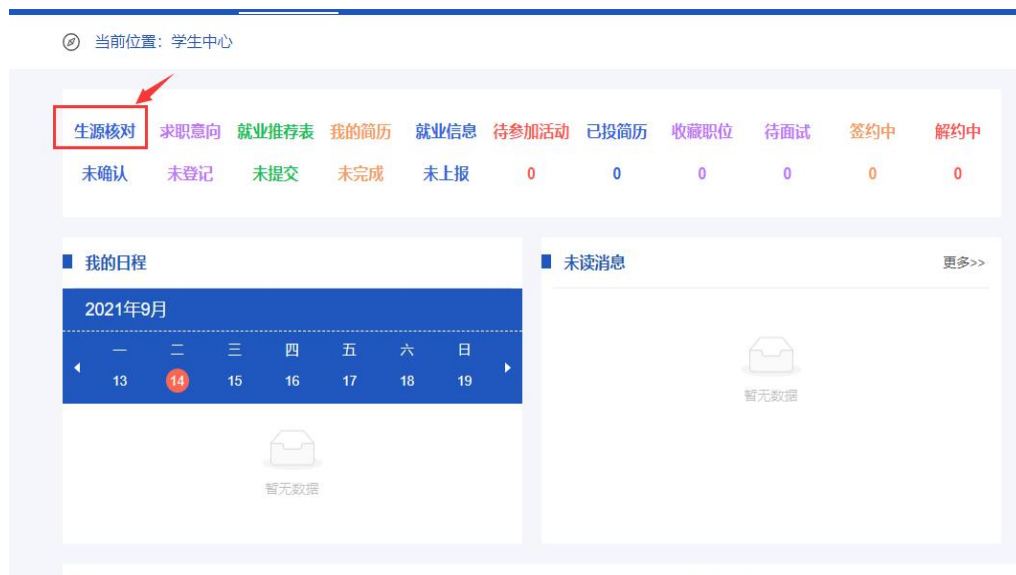 当前位置：学生中心
生源核对 求职意向 就业推荐表 我的简历 就业信息 待参加活动 已投简历 收藏职位 待面试 签约中 解约中
未确认 未登记 未提交 未完成 未上报 0 0 0 0 0 0
我的日程
2021年9月
一 二 三 四 五 六 日
13 14 15 16 17 18 19
暂无数据
未读消息 更多>>
暂无数据